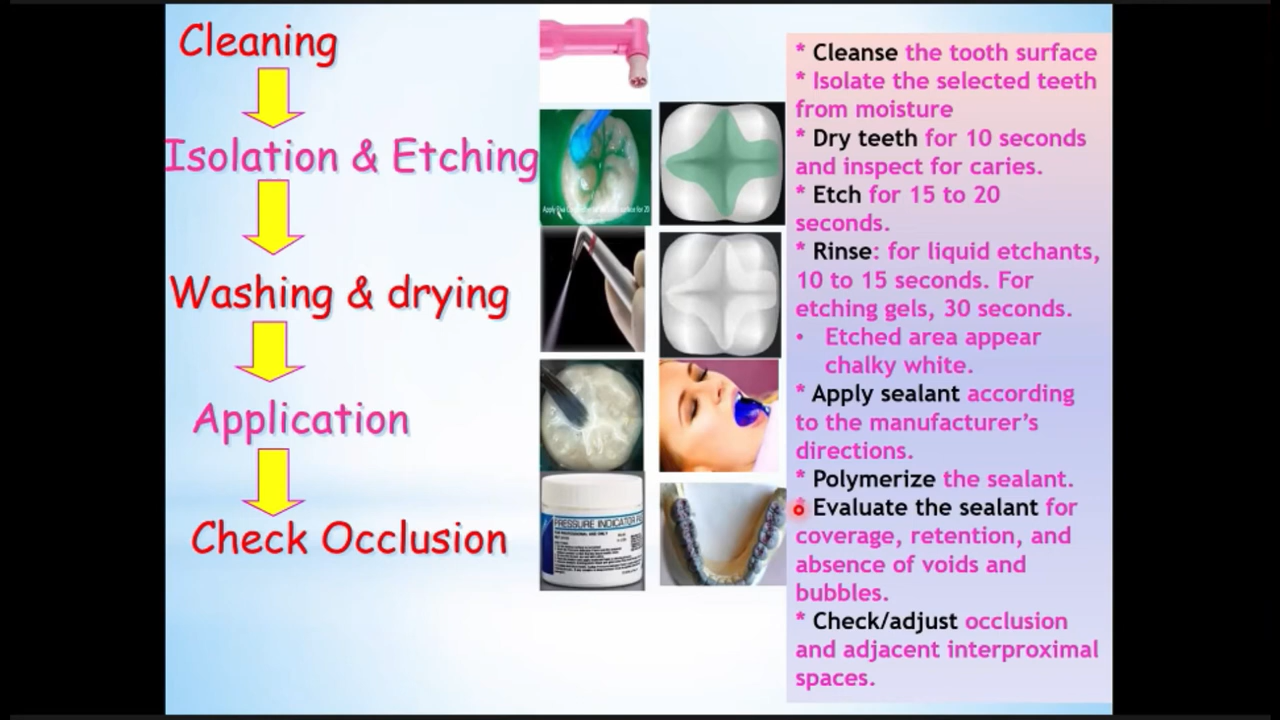 Cleaning
Isolation & Etching
Washing & drying
Application
Check Occlusion
PRESSURE INDICATOR
* Cleanse the tooth surface
* Isolate the selected teeth
from moisture
* Dry teeth for 10 seconds
and inspect for caries.
* Etch for 15 to 20
seconds.
* Rinse: for liquid etchants,
10 to 15 seconds. For
etching gels, 30 seconds.
• Etched area appear
chalky white.
* Apply sealant according
to the manufacturer's
directions.
* Polymerize the sealant.
* Evaluate the sealant for
coverage, retention, and
absence of voids and
bubbles.
* Check/adjust occlusion
and adjacent interproximal
spaces.